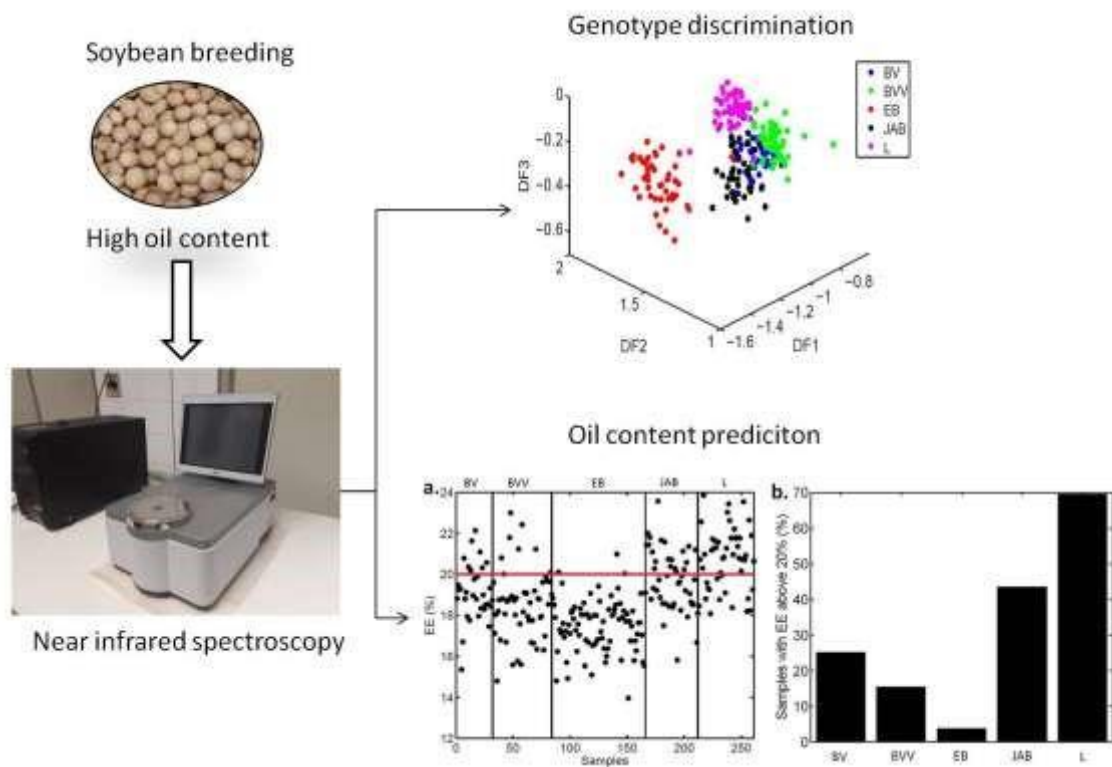 Soybean breeding
High oil content
Near infrared spectroscopy
Genotype discrimination
BV
BVV
EB
JAB
L
0
−0.2
−0.4
−0.6
DF3
2
1.5
1
DF2
−1.6
−1.4
−1.2
−1
−0.8
DF1
Oil content prediciton
a.
BV BVV EB JAB L
24
22
20
18
16
14
12
EE (%)
0 50 100 150 200 250
Samples
b.
70
60
50
40
30
20
10
0
Samples with EE above 20% (%)
BV BVV EB JAB L